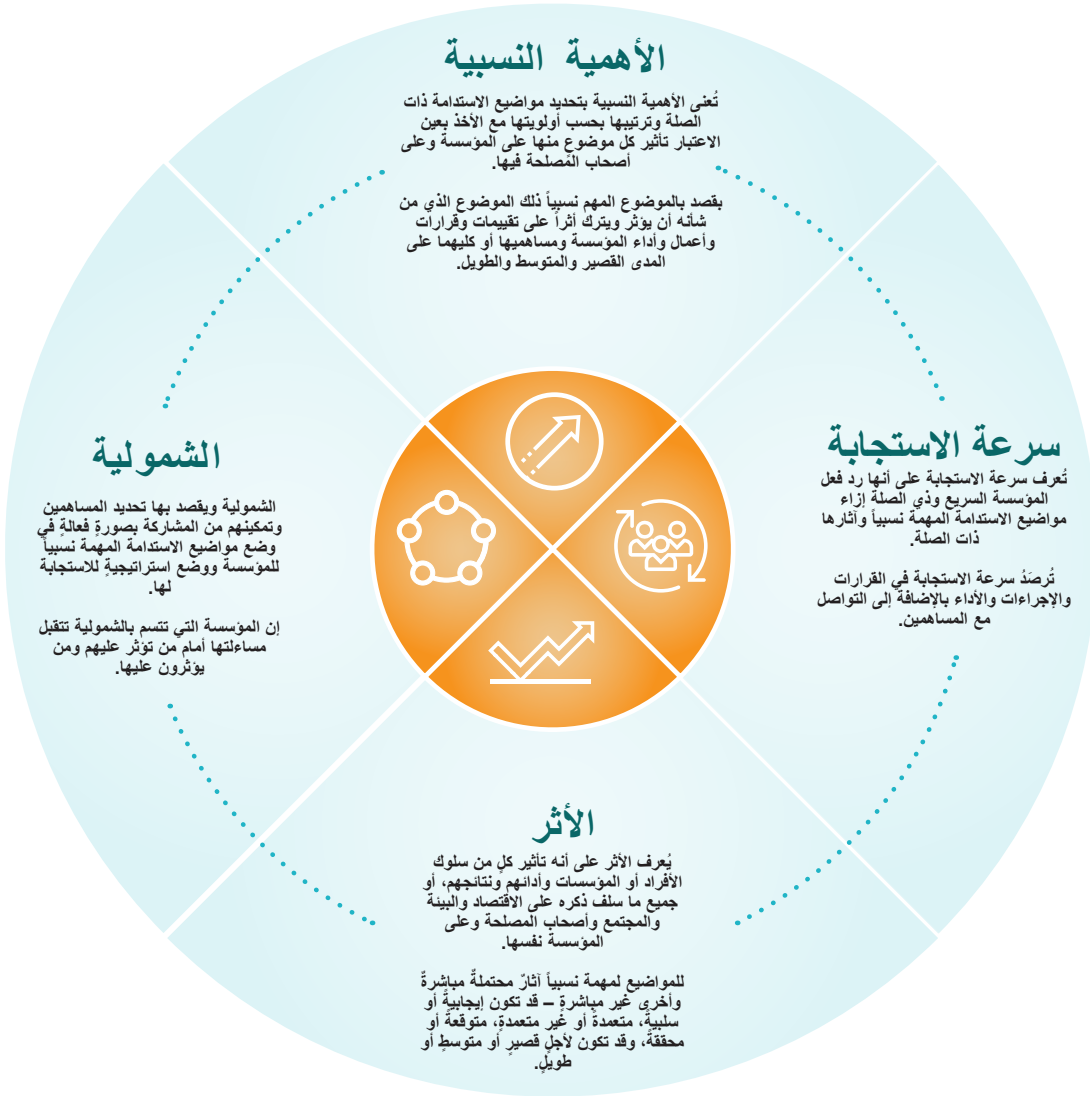 الأهمية النسبية
تُعنى الأهمية النسبية بتحديد مواضيع الاستدامة ذات
الصلة وترتيبها بحسب أولويتها مع الأخذ بعين
الاعتبار تأثير كل موضوعٍ منها على المؤسسة وعلى
أصحاب المصلحة فيها.
بقصد بالموضوع المهم نسبياً ذلك الموضوع الذي من
شأنه أن يؤثر ويترك أثراً على تقييمات وقرارات
وأعمال وأداء المؤسسة ومساهميها أو كليهما على
المدى القصير والمتوسط والطويل.
سرعة الاستجابة
تُعرف سرعة الاستجابة على أنها رد فعل
المؤسسة السريع وذي الصلة إزاء
مواضيع الاستدامة المهمة نسبياً وآثارها
ذات الصلة.
تُرصَدُ سرعة الاستجابة في القرارات
والإجراءات والأداء بالإضافة إلى التواصل
مع المساهمين.
الشمولية
الشمولية ويقصد بها تحديد المساهمين
وتمكينهم من المشاركة بصورةٍ فعالةٍ في
وضع مواضيع الاستدامة المهمة نسبياً
للمؤسسة ووضع استراتيجيةٍ للاستجابة
لها.
إن المؤسسة التي تتسم بالشمولية تتقبل
مساءلتها أمام من تؤثر عليهم ومن
يؤثرون عليها.
الأثر
يُعرف الأثر على أنه تأثير كلٍ من سلوك
الأفراد أو المؤسسات وأدائهم ونتائجهم، أو
جميع ما سلف ذكره على الاقتصاد والبيئة
والمجتمع وأصحاب المصلحة وعلى
المؤسسة نفسها.
للمواضيع لمهمة نسبياً آثارٌ محتملةٌ مباشرةٌ
وأخرى غير مباشرةٍ – قد تكون إيجابيةً أو
سلبيةً، متعمدةً أو غير متعمدةٍ، متوقعةً أو
محققةً، وقد تكون لأجلٍ قصيرٍ أو متوسطٍ أو
طويلٍ.